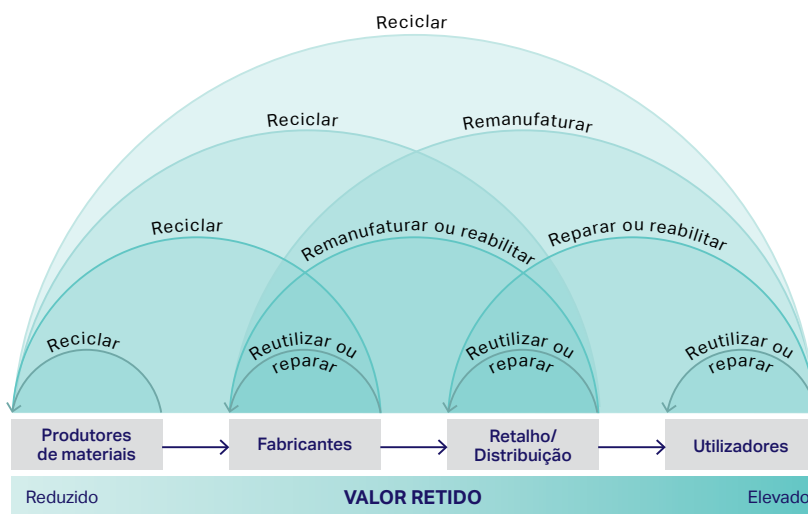 Reciclar
Reciclar
Remanufaturar
Reciclar
Remanufaturar ou reabilitar
Reparar ou reabilitar
Reciclar
Reutilizar ou
reparar
Reutilizar ou
reparar
Reutilizar ou
reparar
Produtores
de materiais
Fabricantes
Retalho/
Distribuição
Utilizadores
Reduzido
VALOR RETIDO
Elevado